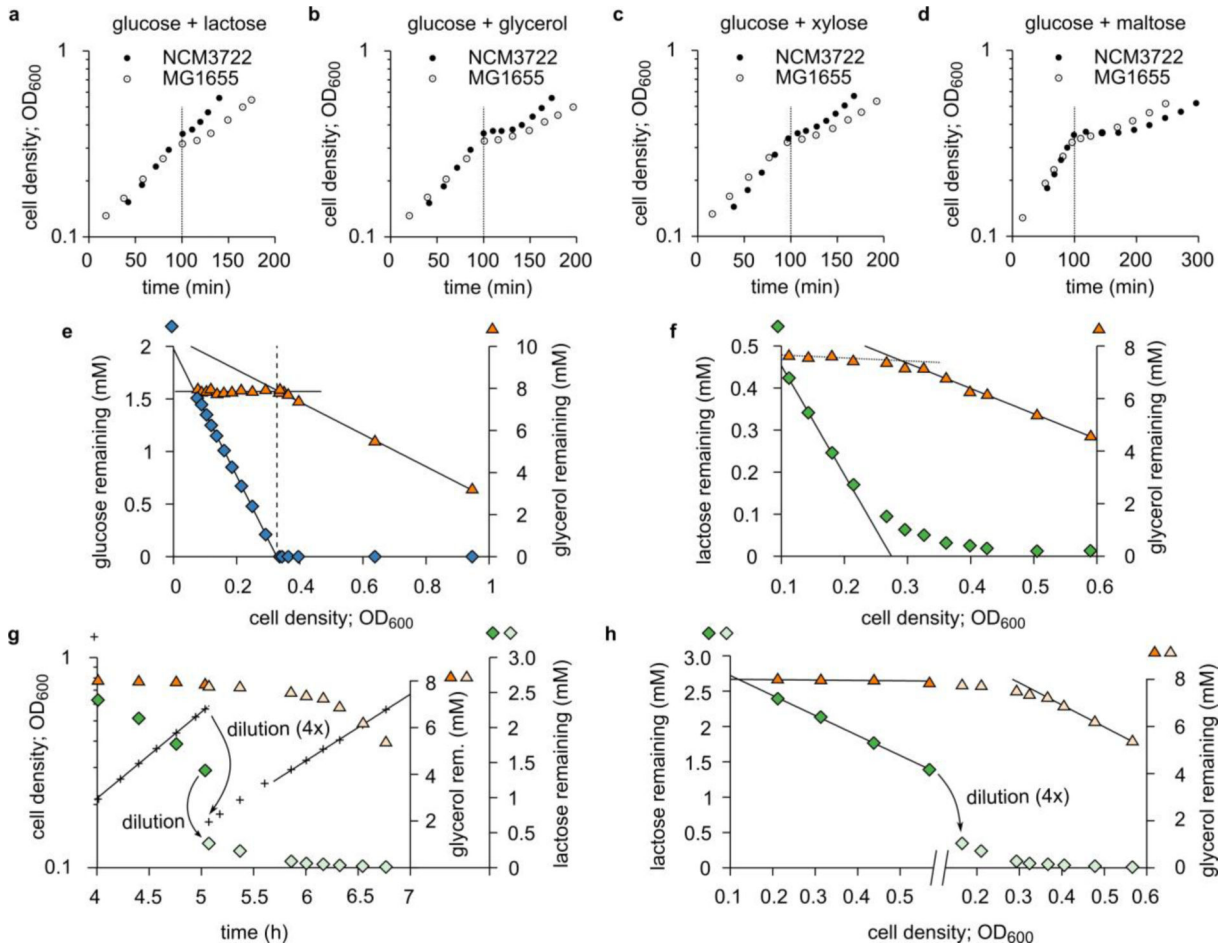 a glucose + lactose
NCM3722
MG1655
cell density; OD600
1
0.1
0 50 100 150 200
time (min)
b glucose + glycerol
NCM3722
MG1655
cell density; OD600
1
0.1
0 50 100 150 200
time (min)
c glucose + xylose
NCM3722
MG1655
cell density; OD600
1
0.1
0 50 100 150 200
time (min)
d glucose + maltose
NCM3722
MG1655
cell density; OD600
1
0.1
0 100 200 300
time (min)
e
glucose remaining (mM)
2
1.5
1
0.5
0
glycerol remaining (mM)
10
8
6
4
2
0
0 0.2 0.4 0.6 0.8 1
cell density; OD600
f
lactose remaining (mM)
0.5
0.4
0.3
0.2
0.1
0
glycerol remaining (mM)
8
6
4
2
0
0.1 0.2 0.3 0.4 0.5 0.6
cell density; OD600
g
cell density; OD600
1
0.1
dilution (4x)
dilution
glycerol rem. (mM)
8
6
4
2
lactose remaining (mM)
3.0
2.5
2.0
1.5
1
0.5
0
4 4.5 5 5.5 6 6.5 7
time (h)
h
lactose remaining (mM)
3.0
2.5
2.0
1.5
1
0.5
0
dilution (4x)
glycerol remaining (mM)
8
6
4
2
0
0.1 0.2 0.3 0.4 0.5 0.2 0.3 0.4 0.5 0.6
cell density; OD600